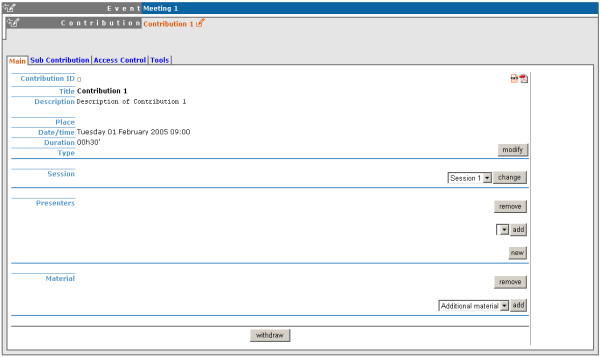 Event Meeting 1
Contribution Contribution 1
Main Sub Contribution Access Control Tools
Contribution ID 0
Title Contribution 1
Description Description of Contribution 1
Place
Date/time Tuesday 01 February 2005 09:00
Duration 00h30'
Type modify
Session Session 1 change
Presenters
remove
add
new
Material
remove
Additional material add
withdraw